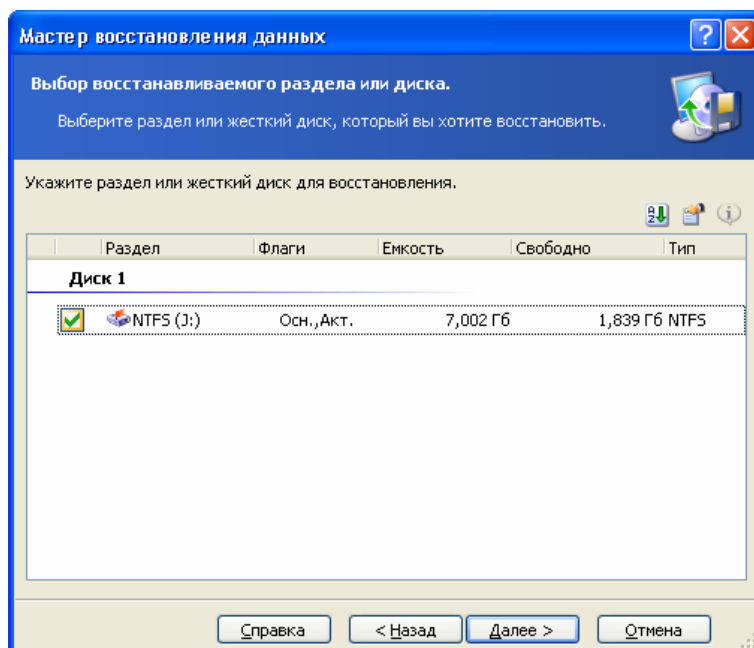 Мастер восстановления данных
Выбор восстанавливаемого раздела или диска.
Выберите раздел или жесткий диск, который вы хотите восстановить.
Укажите раздел или жесткий диск для восстановления.
Раздел Флаги Емкость Свободно Тип
Диск 1
NTFS (J:) Осн.,Акт. 7,002 Гб 1,839 Гб NTFS
Справка < Назад Далее > Отмена